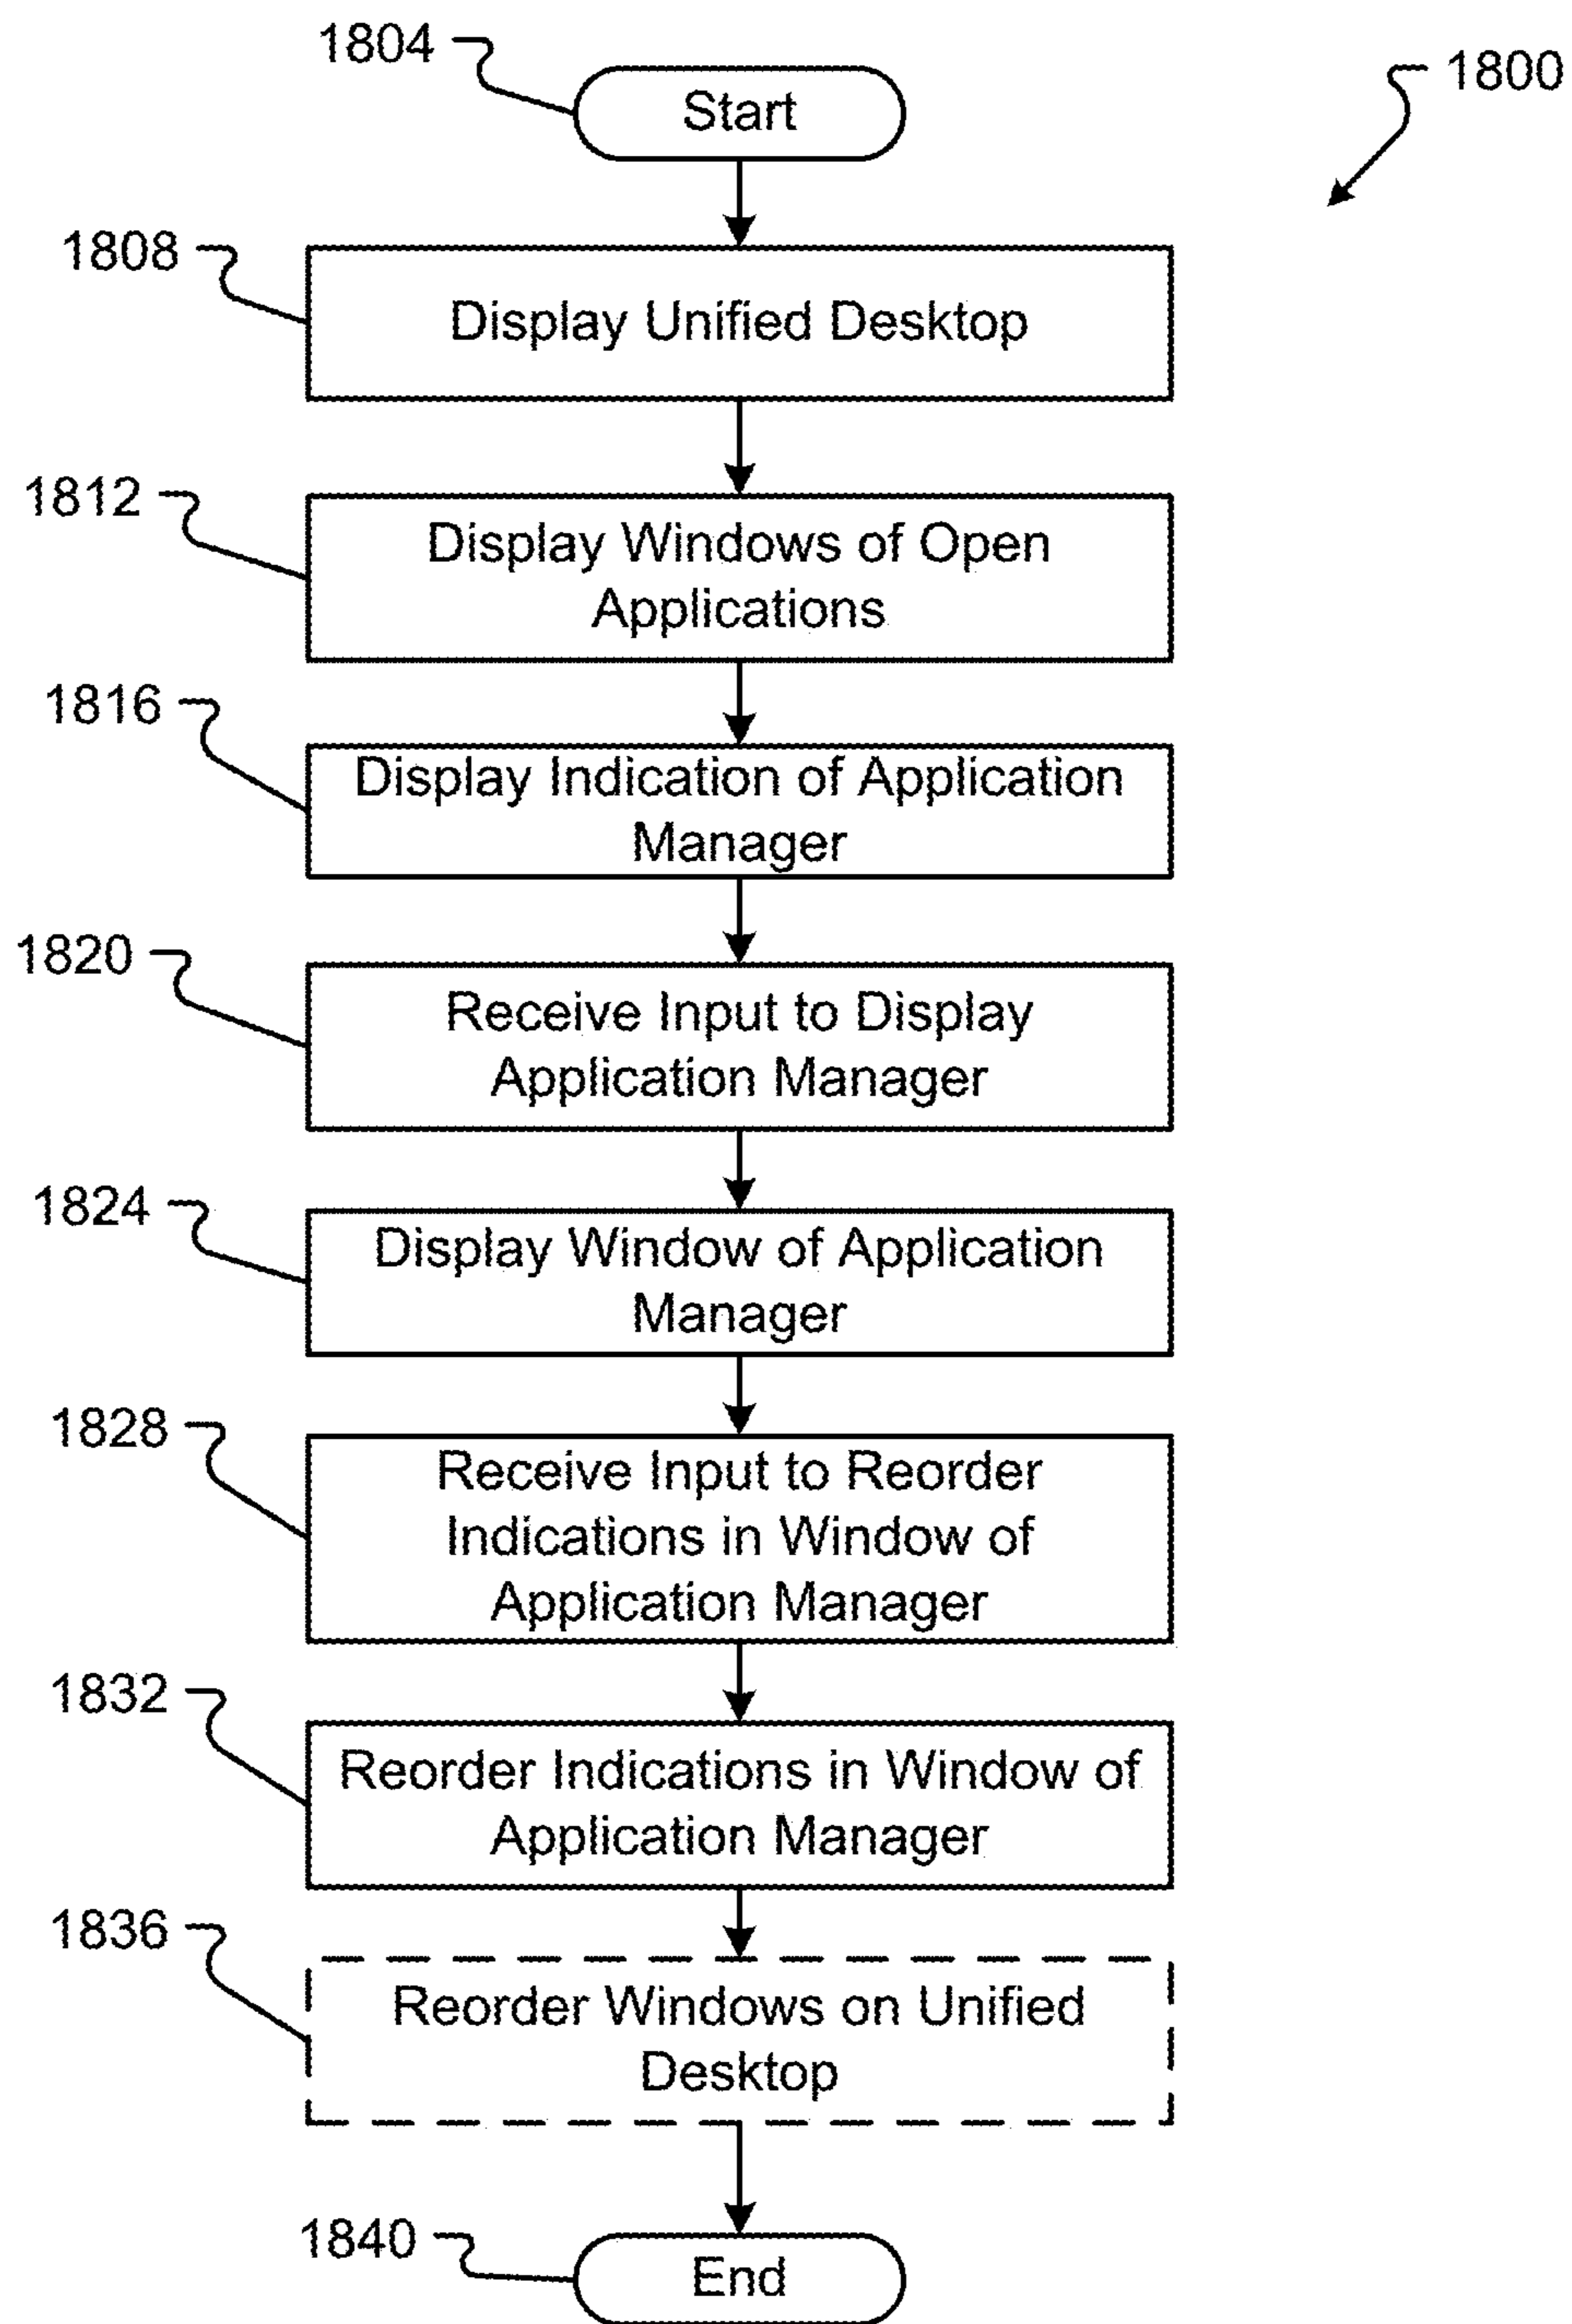 1804
Start
1800
1808
Display Unified Desktop
1812
Display Windows of Open
Applications
1816
Display Indication of Application
Manager
1820
Receive Input to Display
Application Manager
1824
Display Window of Application
Manager
1828
Receive Input to Reorder
Indications in Window of
Application Manager
1832
Reorder Indications in Window of
Application Manager
1836
Reorder Windows on Unified
Desktop
1840
End